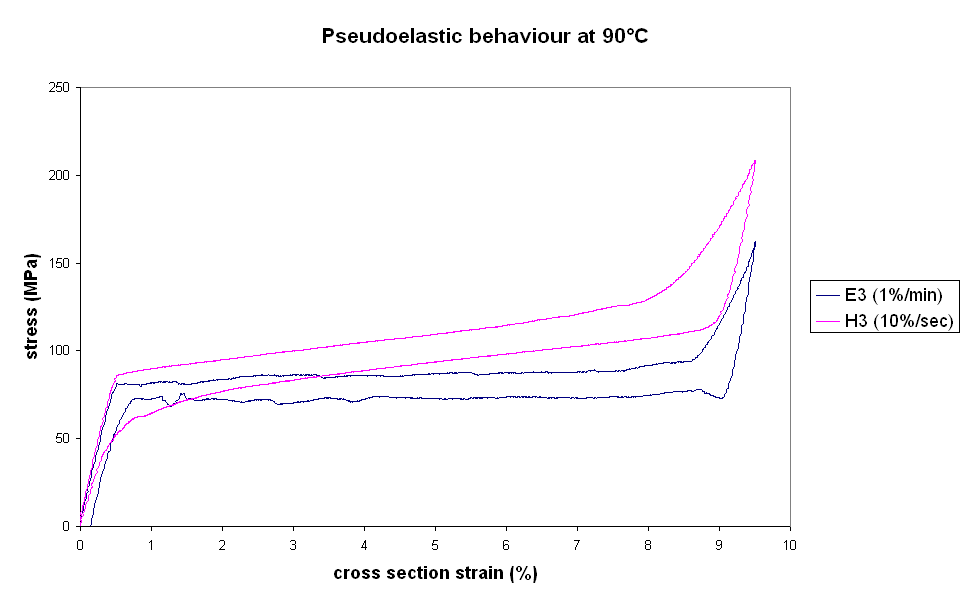 Pseudoelastic behaviour at 90°C
250
200
150
100
50
0
stress (MPa)
0 1 2 3 4 5 6 7 8 9 10
cross section strain (%)
E3 (1%/min)
H3 (10%/sec)